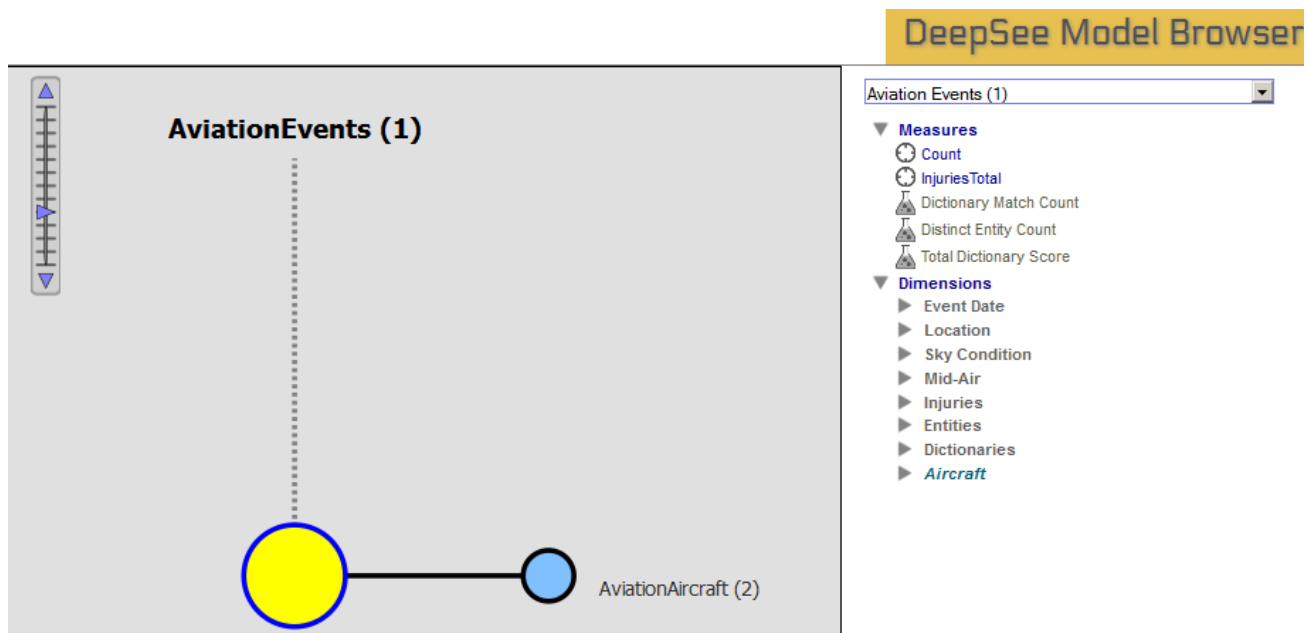 DeepSee Model Browser
AviationEvents (1)
AviationAircraft (2)
Aviation Events (1)
Measures
Count
InjuriesTotal
Dictionary Match Count
Distinct Entity Count
Total Dictionary Score
Dimensions
Event Date
Location
Sky Condition
Mid-Air
Injuries
Entities
Dictionaries
Aircraft